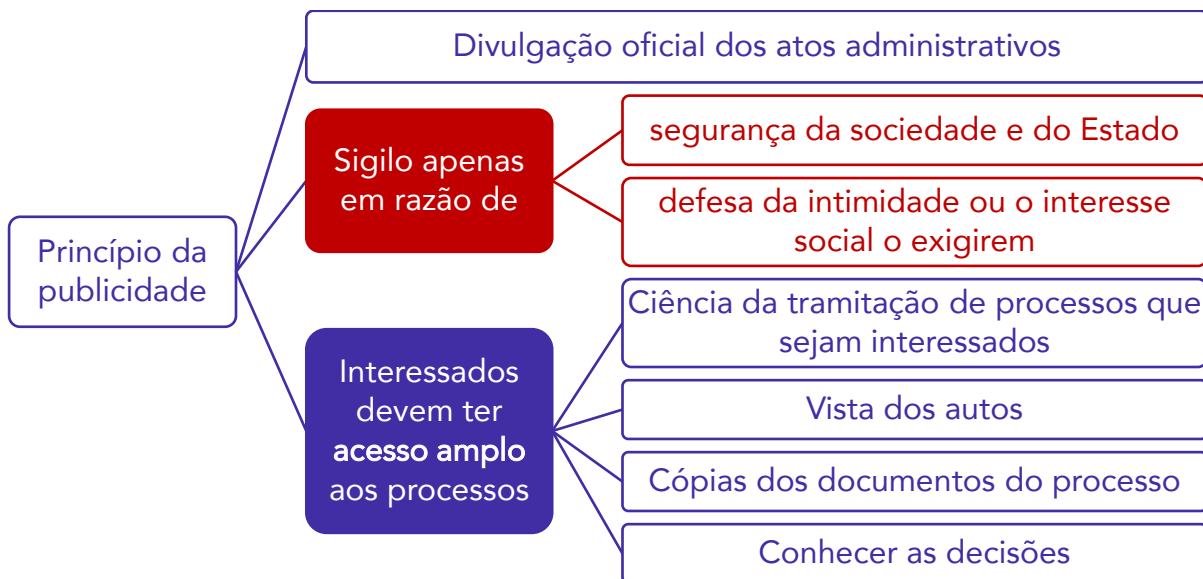 Divulgação oficial dos atos administrativos
Sigilo apenas
em razão de
segurança da sociedade e do Estado
defesa da intimidade ou o interesse
social o exigirem
Princípio da
publicidade
Interessados
devem ter
acesso amplo
aos processos
Ciência da tramitação de processos que
sejam interessados
Vista dos autos
Cópias dos documentos do processo
Conhecer as decisões